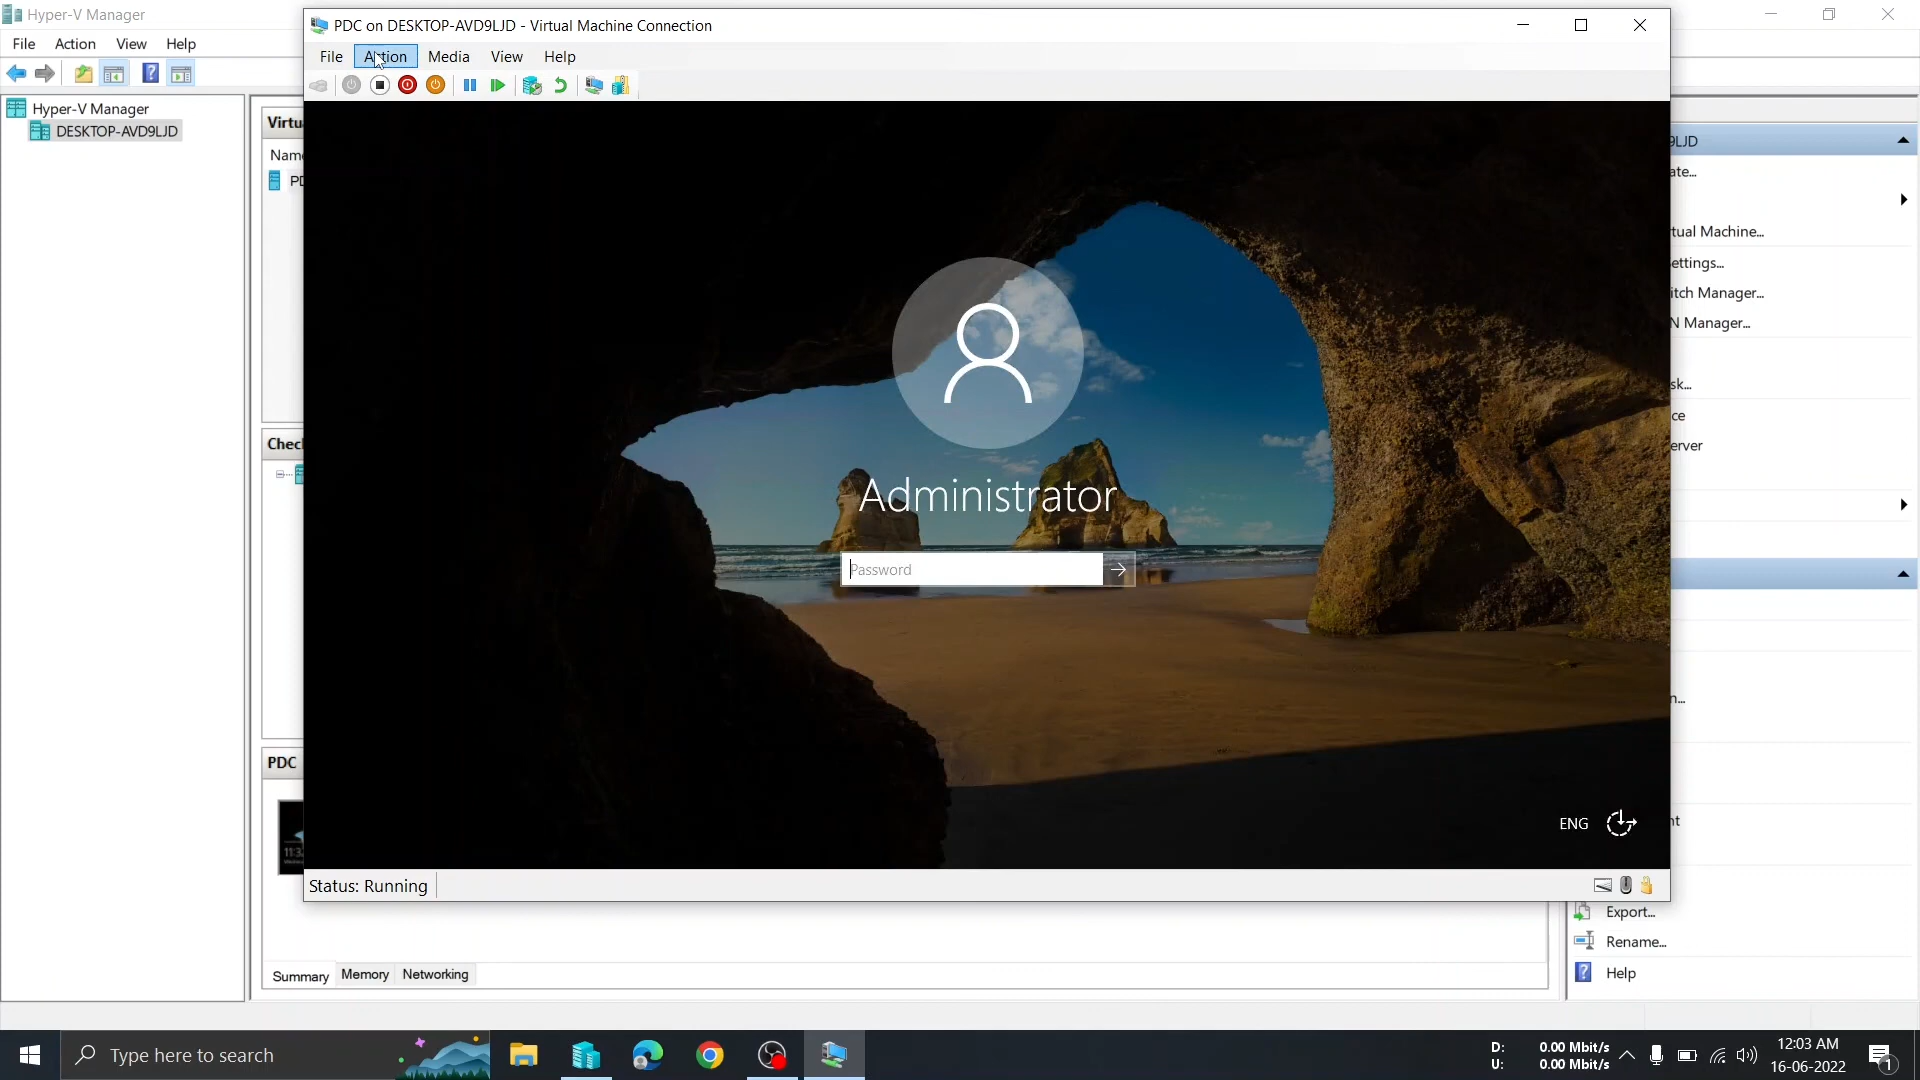 Hyper-V Manager
File Action View Help
Hyper-V Manager
DESKTOP-AVD9LJD
PDC on DESKTOP-AVD9LJD - Virtual Machine Connection
File Action Media View Help
Virtu
Nam
Chec
PDC
Administrator
Password
ENG
Status: Running
9LJD
ate...
tual Machine...
ettings...
itch Manager...
N Manager...
sk...
ce
erver
n...
nt
Export...
Rename...
Help
Summary Memory Networking
Type here to search
D: 0.00 Mbit/s
U: 0.00 Mbit/s
12:03 AM
16-06-2022
1